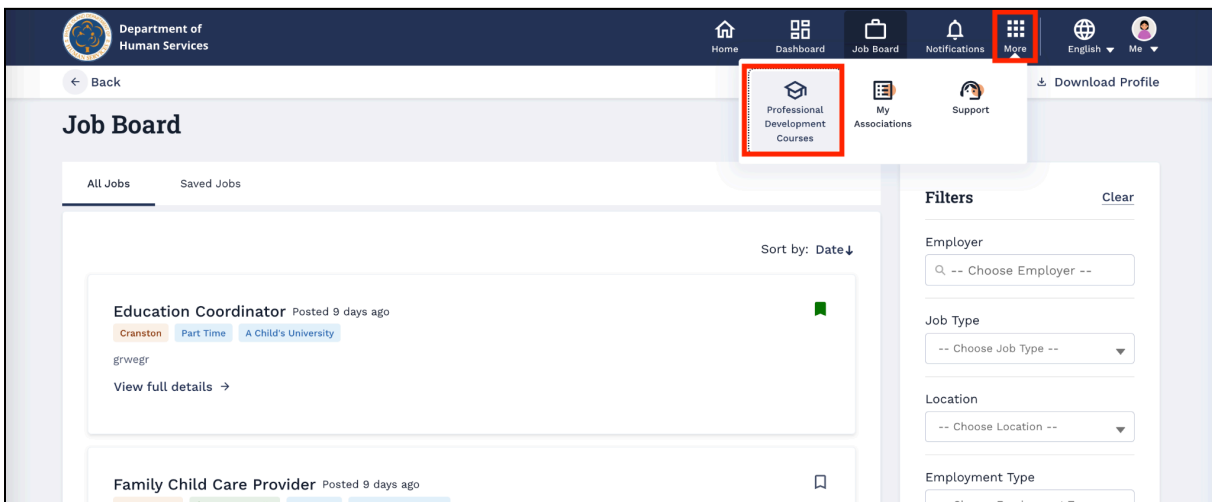 Department of
Human Services
Home
Dashboard
Job Board
Notifications
More
English
Me
← Back
Download Profile
Professional
Development
Courses
My
Associations
Support
Job Board
All Jobs
Saved Jobs
Sort by: Date↓
Education Coordinator Posted 9 days ago
Cranston Part Time A Child's University
grwegr
View full details →
Family Child Care Provider Posted 9 days ago
Filters
Clear
Employer
-- Choose Employer --
Job Type
-- Choose Job Type --
Location
-- Choose Location --
Employment Type